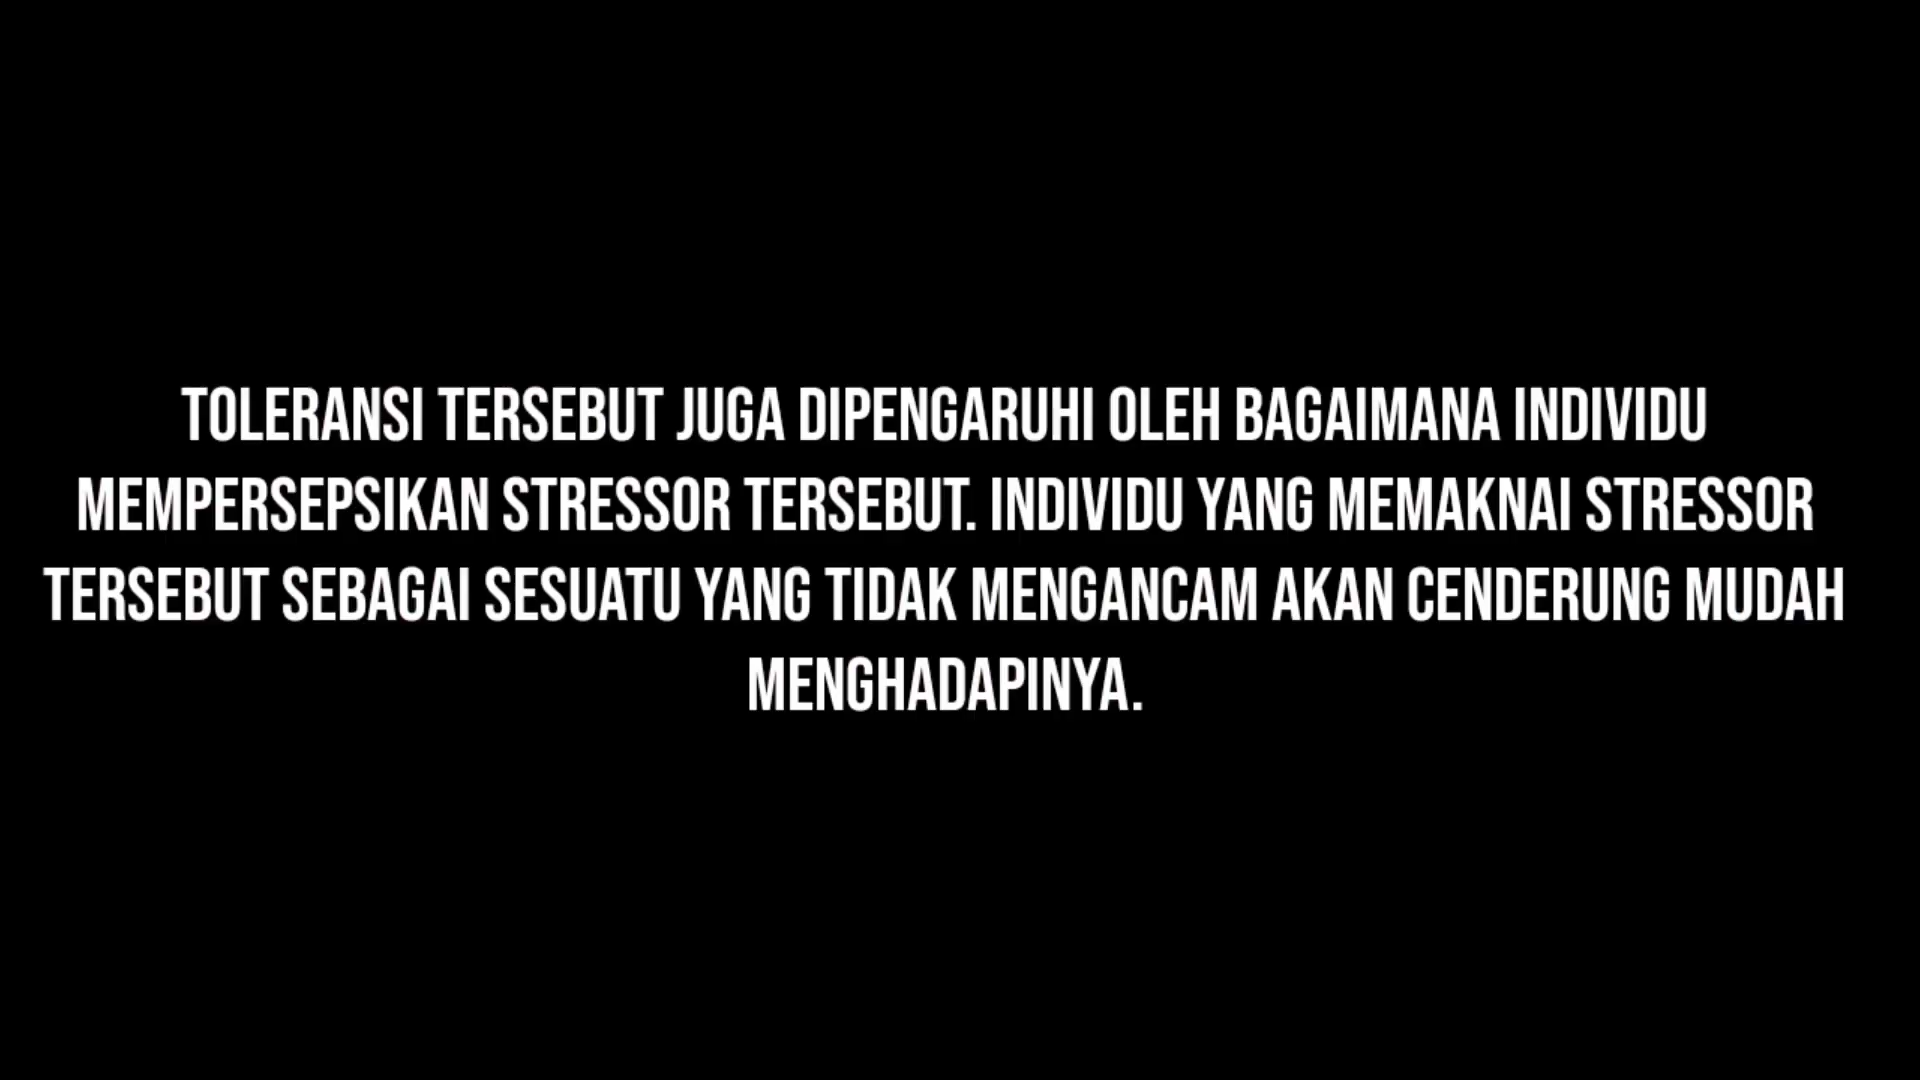 TOLERANSI TERSEBUT JUGA DIPENGARUHI OLEH BAGAIMANA INDIVIDU
MEMPERSEPSIKAN STRESSOR TERSEBUT. INDIVIDU YANG MEMAKNAI STRESSOR
TERSEBUT SEBAGAI SESUATU YANG TIDAK MENGANCAM AKAN CENDERUNG MUDAH
MENGHADAPINYA.